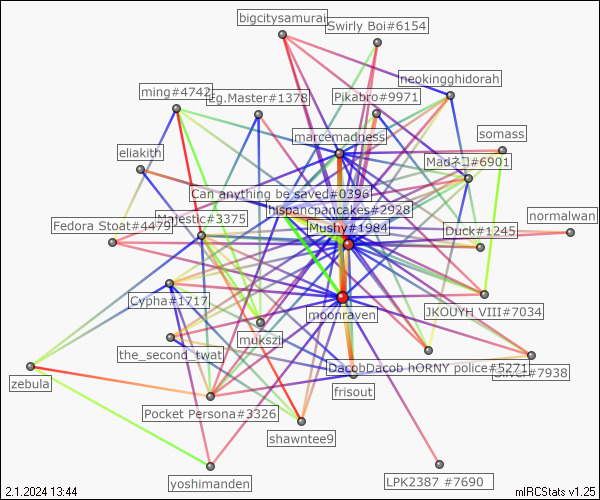 bigcitysamurai
Swirly Boi#6154
neokingghidorah
ming#4742
Eg.Master#1378
Pikabro#9971
marcemadness
somass
eliakith
Madネコ#6901
Can anything be saved#0396
hispancpancakes#2928
normalwan
Fedora Stoat#4479
Majestic#3375
Mushy#1984
Duck#1245
Cypha#1717
moonraven
JKOUYH VIII#7034
mukszi
the_second_twat
DacobDacob hORNY police#5271
#7938
zebula
frisout
Pocket Persona#3326
shawntee9
yoshimanden
LPK2387 #7690
2.1.2024 13:44
mIRCStats v1.25